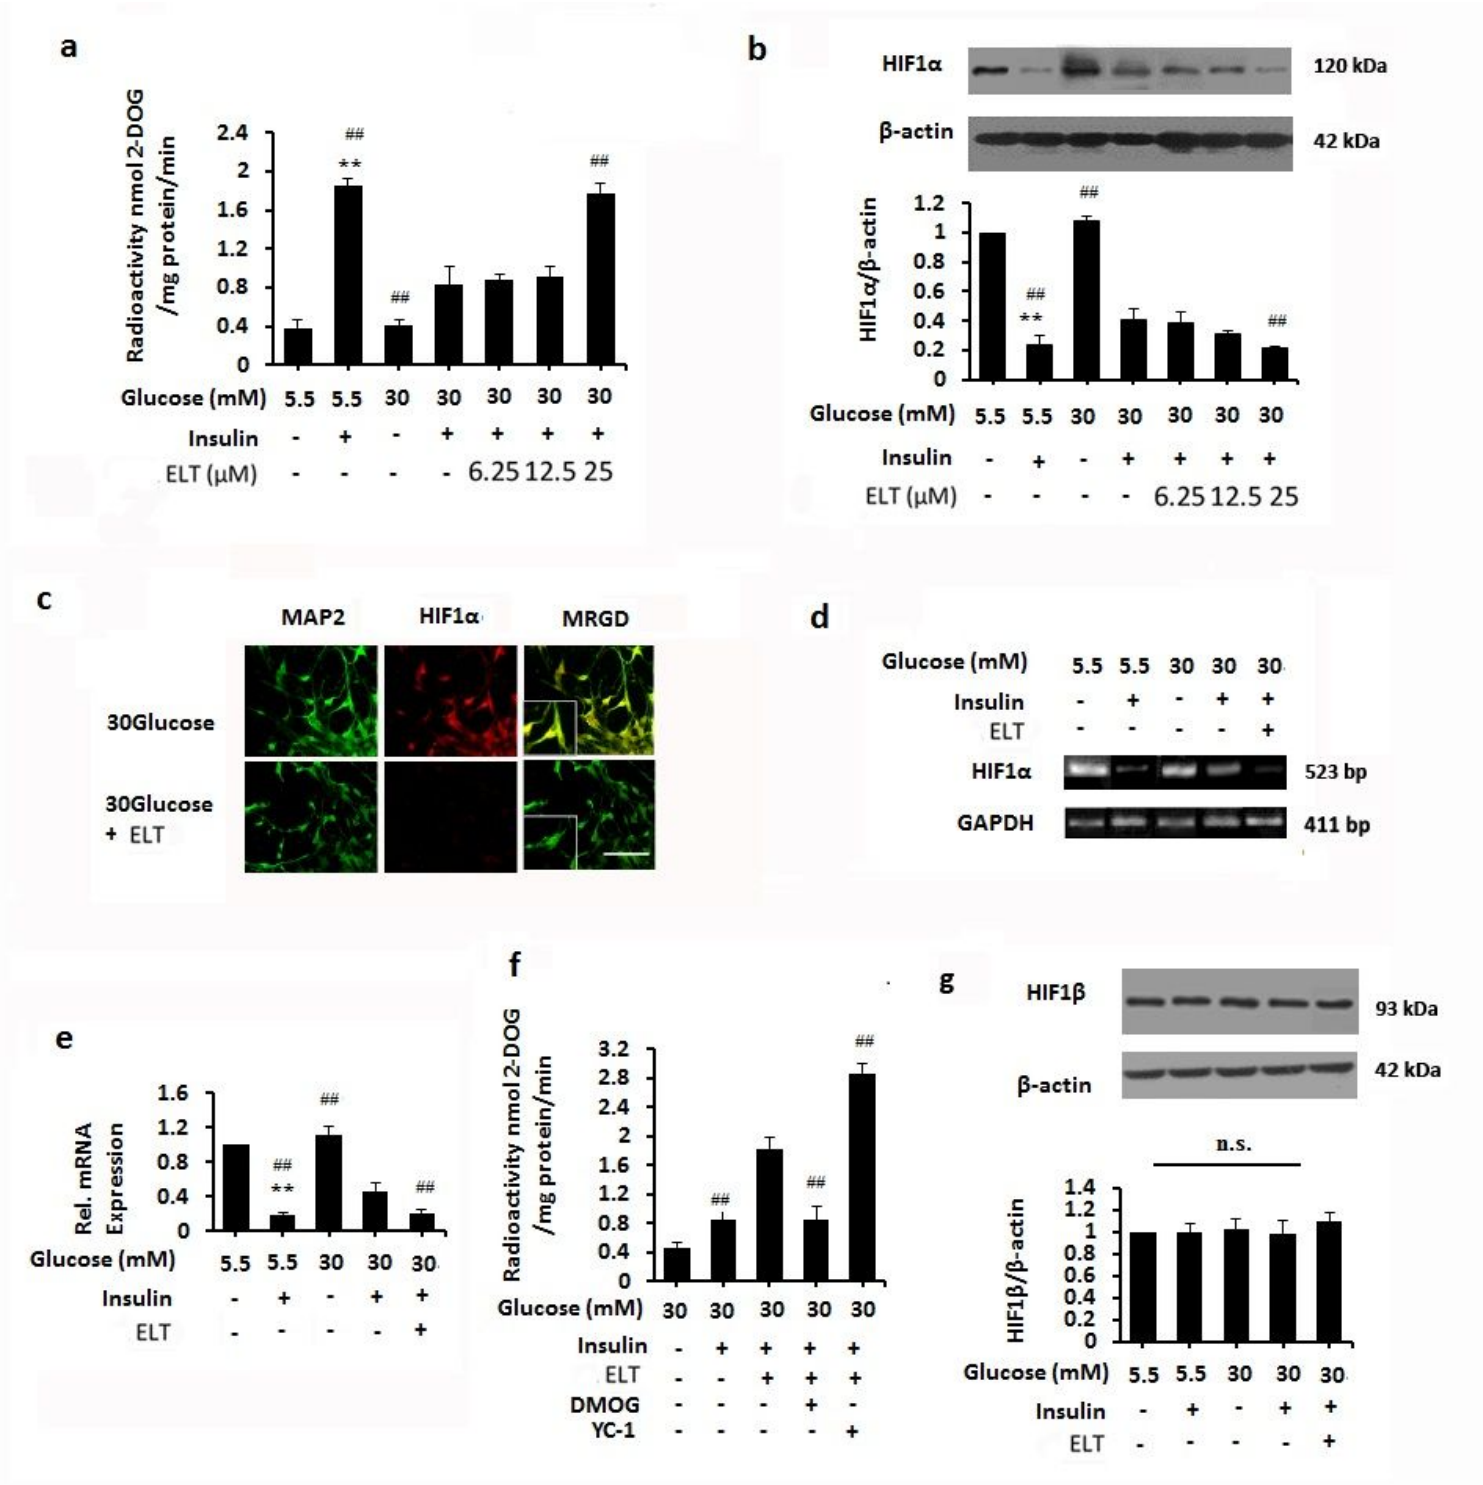 a
Radioactivity nmol 2-DOG
/mg protein/min
2.4
2
1.6
1.2
0.8
0.4
0
##
**
##
##
Glucose (mM) 5.5 5.5 30 30 30 30 30
Insulin - + - + + + +
ELT (μM) - - - - 6.25 12.5 25
b
HIF1α 120 kDa
β-actin 42 kDa
HIF1α/β-actin
1.2
1
0.8
0.6
0.4
0.2
0
##
**
##
##
Glucose (mM) 5.5 5.5 30 30 30 30 30
Insulin - + - + + + +
ELT (μM) - - - - 6.25 12.5 25
c
MAP2 HIF1α MRGD
30Glucose
30Glucose
+ ELT
d
Glucose (mM) 5.5 5.5 30 30 30
Insulin - + - + +
ELT - - - - +
HIF1α 523 bp
GAPDH 411 bp
e
Rel. mRNA
Expression
1.6
1.2
0.8
0.4
0
##
**
##
##
Glucose (mM) 5.5 5.5 30 30 30
Insulin - + - + +
ELT - - - - +
f
Radioactivity nmol 2-DOG
/mg protein/min
3.2
2.8
2.4
2
1.6
1.2
0.8
0.4
0
##
##
##
Glucose (mM) 30 30 30 30 30
Insulin - + + + +
ELT - - + + +
DMOG - - - + -
YC-1 - - - - +
g
HIF1β 93 kDa
β-actin 42 kDa
n.s.
HIF1β/β-actin
1.4
1.2
1
0.8
0.6
0.4
0.2
0
Glucose (mM) 5.5 5.5 30 30 30
Insulin - + - + +
ELT - - - - +